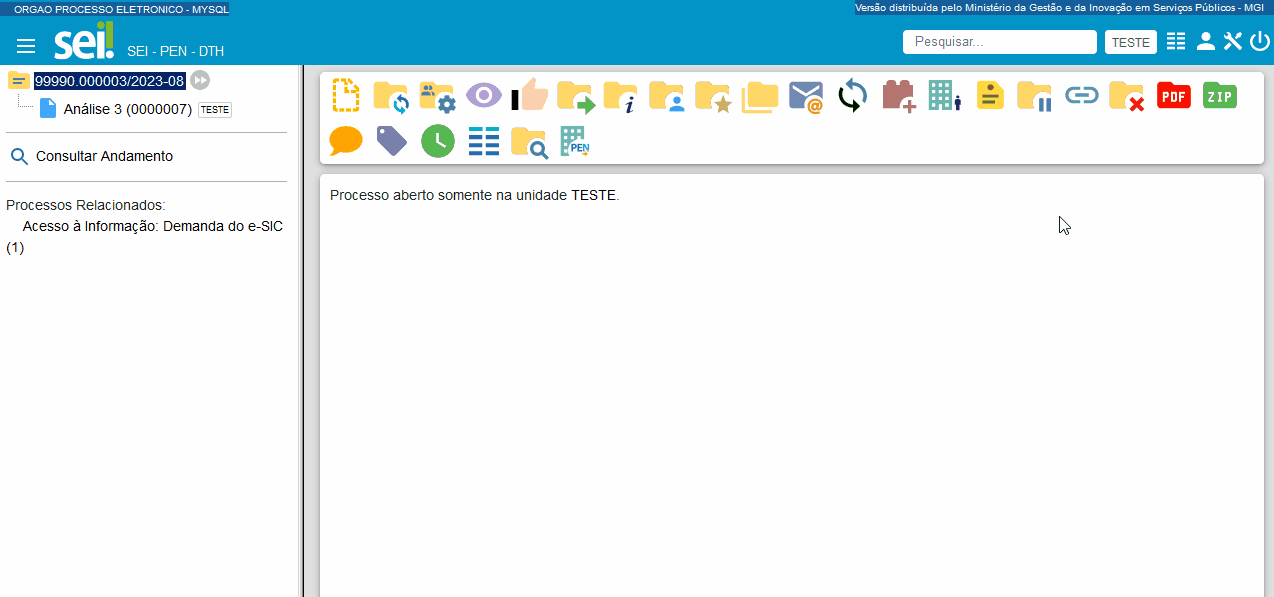 ORGAO PROCESSO ELETRONICO - MYSQL
Versão distribuída pelo Ministério da Gestão e da Inovação em Serviços Públicos - MGI
sei!
SEI - PEN - DTH
Pesquisar...
TESTE
99990.000003/2023-08
Análise 3 (0000007)
TESTE
Consultar Andamento
Processos Relacionados:
Acesso à Informação: Demanda do e-SIC
(1)
i
@
PDF
ZIP
PEN
Processo aberto somente na unidade TESTE.